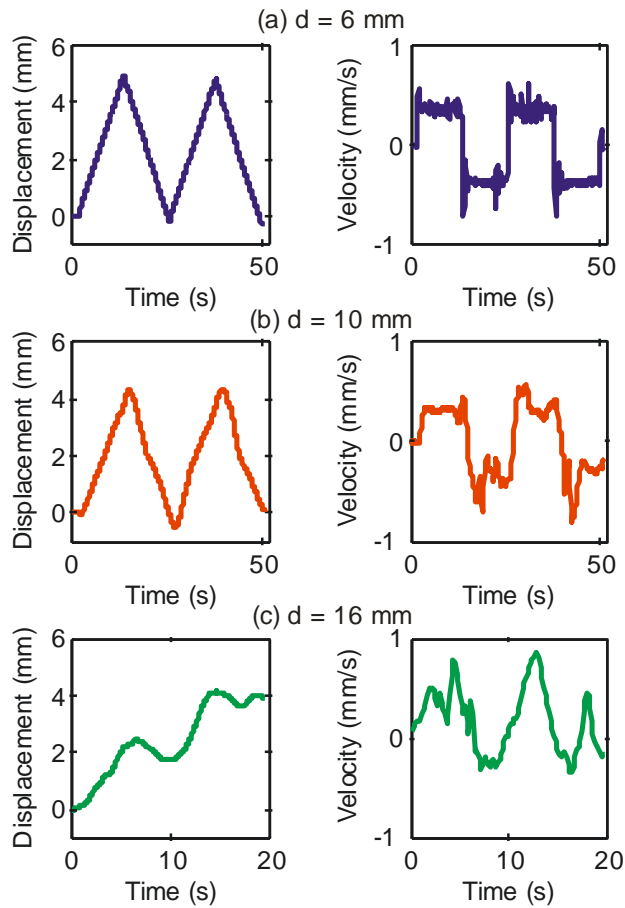 (a) d = 6 mm
Displacement (mm)
6
4
2
0
0
50
Time (s)
Velocity (mm/s)
1
0
-1
0
50
Time (s)
(b) d = 10 mm
Displacement (mm)
6
4
2
0
0
50
Time (s)
Velocity (mm/s)
1
0
-1
0
50
Time (s)
(c) d = 16 mm
Displacement (mm)
6
4
2
0
0
10
20
Time (s)
Velocity (mm/s)
1
0
-1
0
10
20
Time (s)